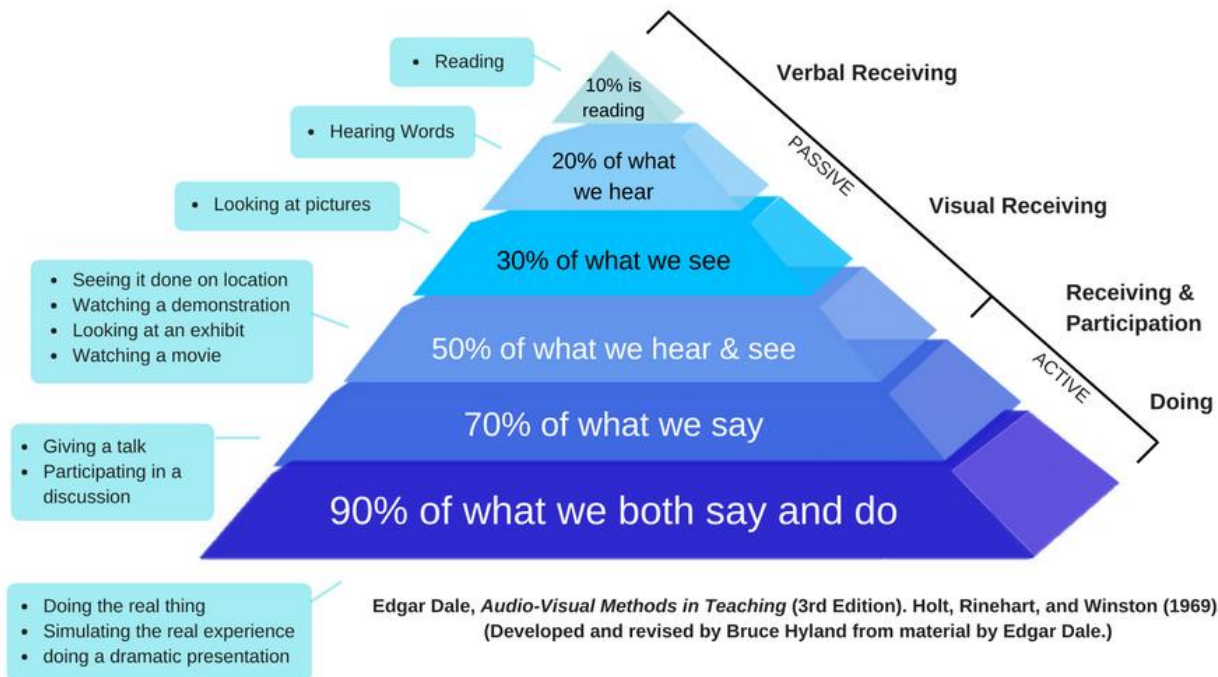 • Reading
10% is
reading
Verbal Receiving
• Hearing Words
20% of what
we hear
PASSIVE
• Looking at pictures
30% of what we see
Visual Receiving
• Seeing it done on location
• Watching a demonstration
• Looking at an exhibit
• Watching a movie
50% of what we hear & see
Receiving &
Participation
ACTIVE
• Giving a talk
• Participating in a
discussion
70% of what we say
Doing
90% of what we both say and do
• Doing the real thing
• Simulating the real experience
• doing a dramatic presentation
Edgar Dale, Audio-Visual Methods in Teaching (3rd Edition). Holt, Rinehart, and Winston (1969)
(Developed and revised by Bruce Hyland from material by Edgar Dale.)